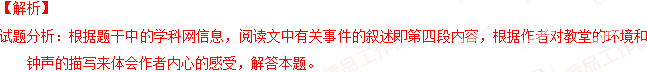 【解析】
试题分析：根据题干中的学科网信息，阅读文中有关事件的叙述即第四段内容，根据作者对教堂的环境和
钟声的描写来体会作者内心的感受，解答本题。